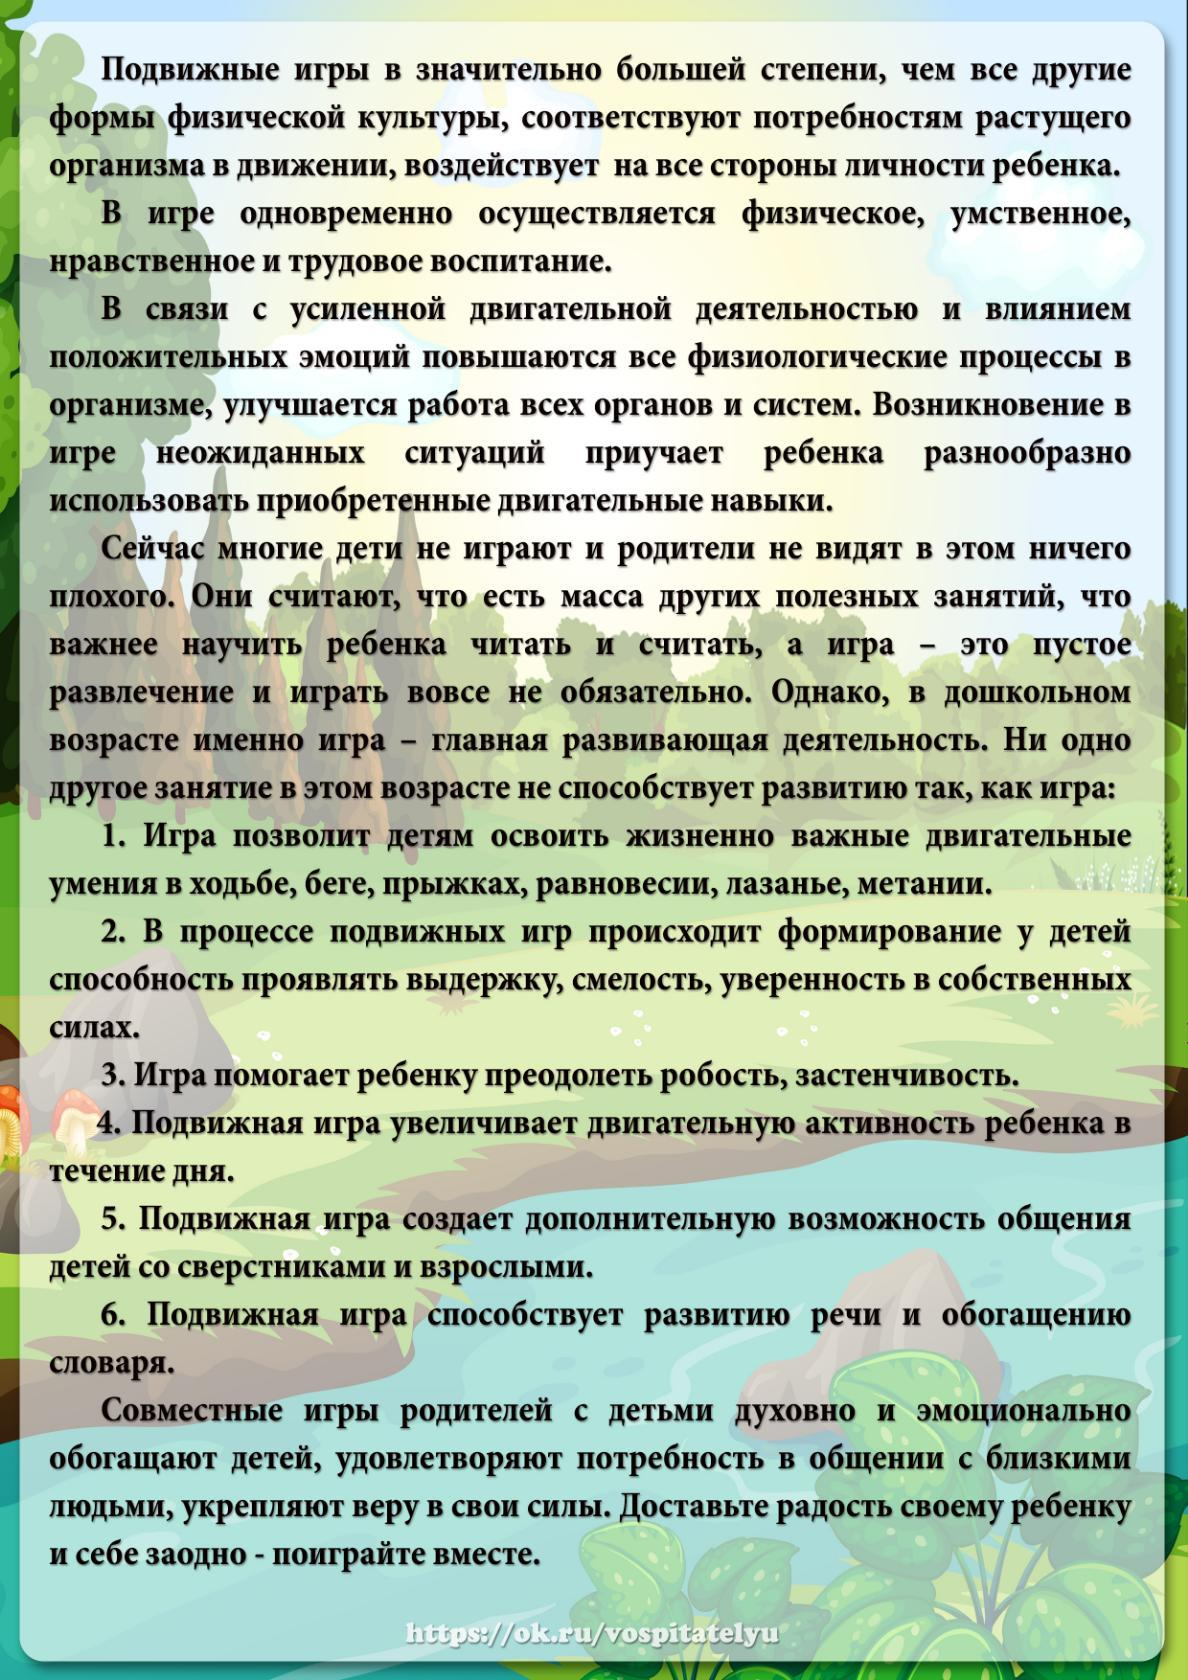 Подвижные игры в значительно большей степени, чем все другие
формы физической культуры, соответствуют потребностям растущего
организма в движении, воздействует на все стороны личности ребенка.
В игре одновременно осуществляется физическое, умственное,
нравственное и трудовое воспитание.
В связи с усиленной двигательной деятельностью и влиянием
положительных эмоций повышаются все физиологические процессы в
организме, улучшается работа всех органов и систем. Возникновение в
игре неожиданных ситуаций приучает ребенка разнообразно
использовать приобретенные двигательные навыки.
Сейчас многие дети не играют и родители не видят в этом ничего
плохого. Они считают, что есть масса других полезных занятий, что
важнее научить ребенка читать и считать, а игра – это пустое
развлечение и играть вовсе не обязательно. Однако, в дошкольном
возрасте именно игра – главная развивающая деятельность. Ни одно
другое занятие в этом возрасте не способствует развитию так, как игра:
1. Игра позволит детям освоить жизненно важные двигательные
умения в ходьбе, беге, прыжках, равновесии, лазанье, метании.
2. В процессе подвижных игр происходит формирование у детей
способность проявлять выдержку, смелость, уверенность в собственных
силах.
3. Игра помогает ребенку преодолеть робость, застенчивость.
4. Подвижная игра увеличивает двигательную активность ребенка в
течение дня.
5. Подвижная игра создает дополнительную возможность общения
детей со сверстниками и взрослыми.
6. Подвижная игра способствует развитию речи и обогащению
словаря.
Совместные игры родителей с детьми духовно и эмоционально
обогащают детей, удовлетворяют потребность в общении с близкими
людьми, укрепляют веру в свои силы. Доставьте радость своему ребенку
и себе заодно - поиграйте вместе.
https://ok.ru/vospitatelyu